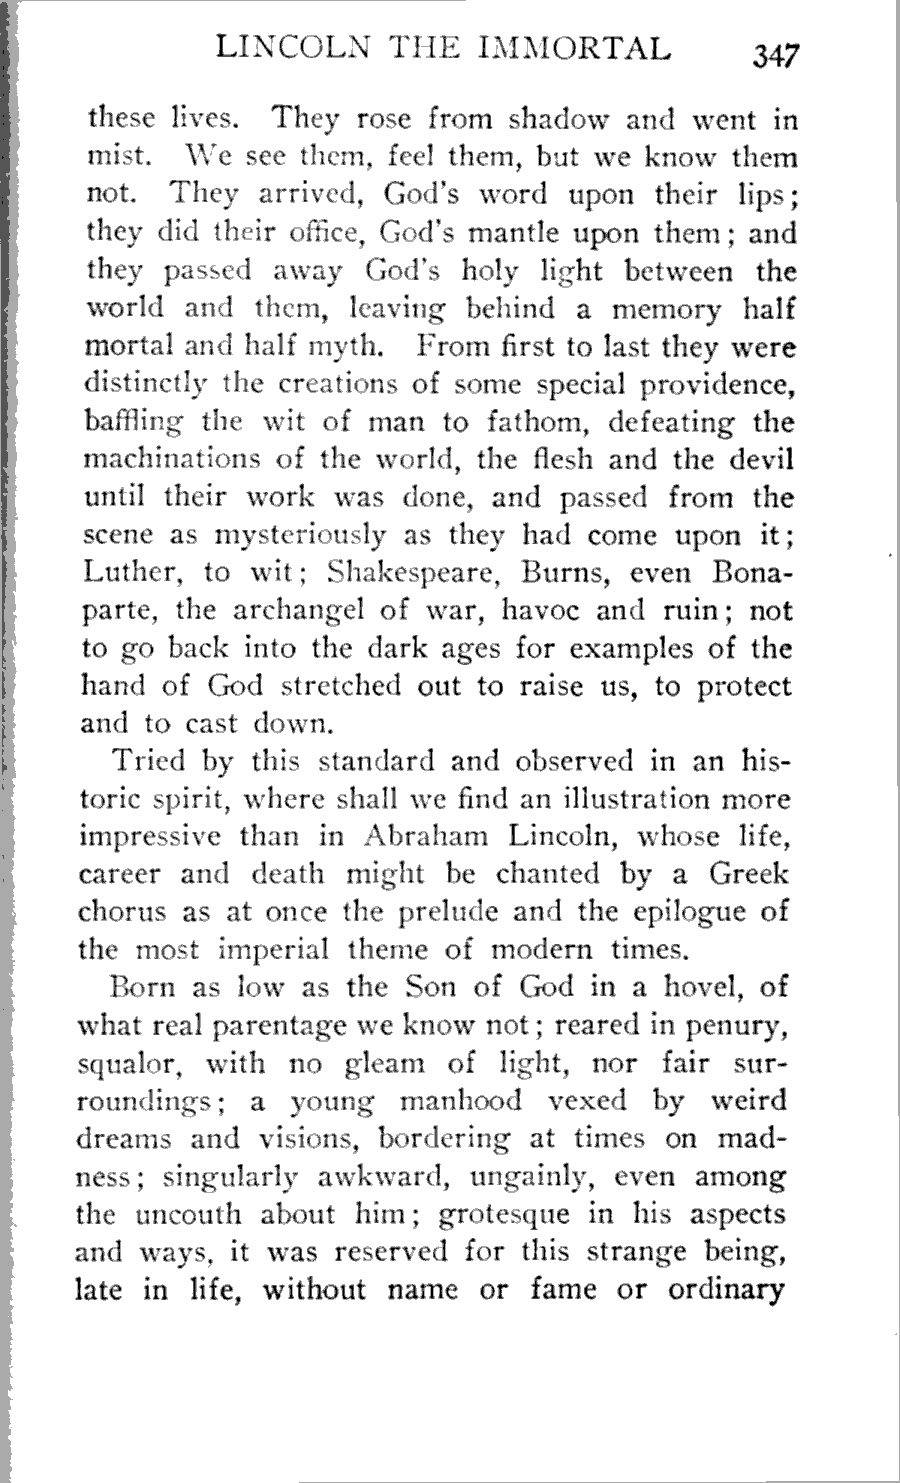 LINCOLN THE IMMORTAL 347
these lives. They rose from shadow and went in
mist. We see them, feel them, but we know them
not. They arrived, God's word upon their lips;
they did their office, God's mantle upon them; and
they passed away God's holy light between the
world and them, leaving behind a memory half
mortal and half myth. From first to last they were
distinctly the creations of some special providence,
baffling the wit of man to fathom, defeating the
machinations of the world, the flesh and the devil
until their work was done, and passed from the
scene as mysteriously as they had come upon it;
Luther, to wit; Shakespeare, Burns, even Bona-
parte, the archangel of war, havoc and ruin; not
to go back into the dark ages for examples of the
hand of God stretched out to raise us, to protect
and to cast down.
Tried by this standard and observed in an his-
toric spirit, where shall we find an illustration more
impressive than in Abraham Lincoln, whose life,
career and death might be chanted by a Greek
chorus as at once the prelude and the epilogue of
the most imperial theme of modern times.
Born as low as the Son of God in a hovel, of
what real parentage we know not; reared in penury,
squalor, with no gleam of light, nor fair sur-
roundings; a young manhood vexed by weird
dreams and visions, bordering at times on mad-
ness; singularly awkward, ungainly, even among
the uncouth about him; grotesque in his aspects
and ways, it was reserved for this strange being,
late in life, without name or fame or ordinary